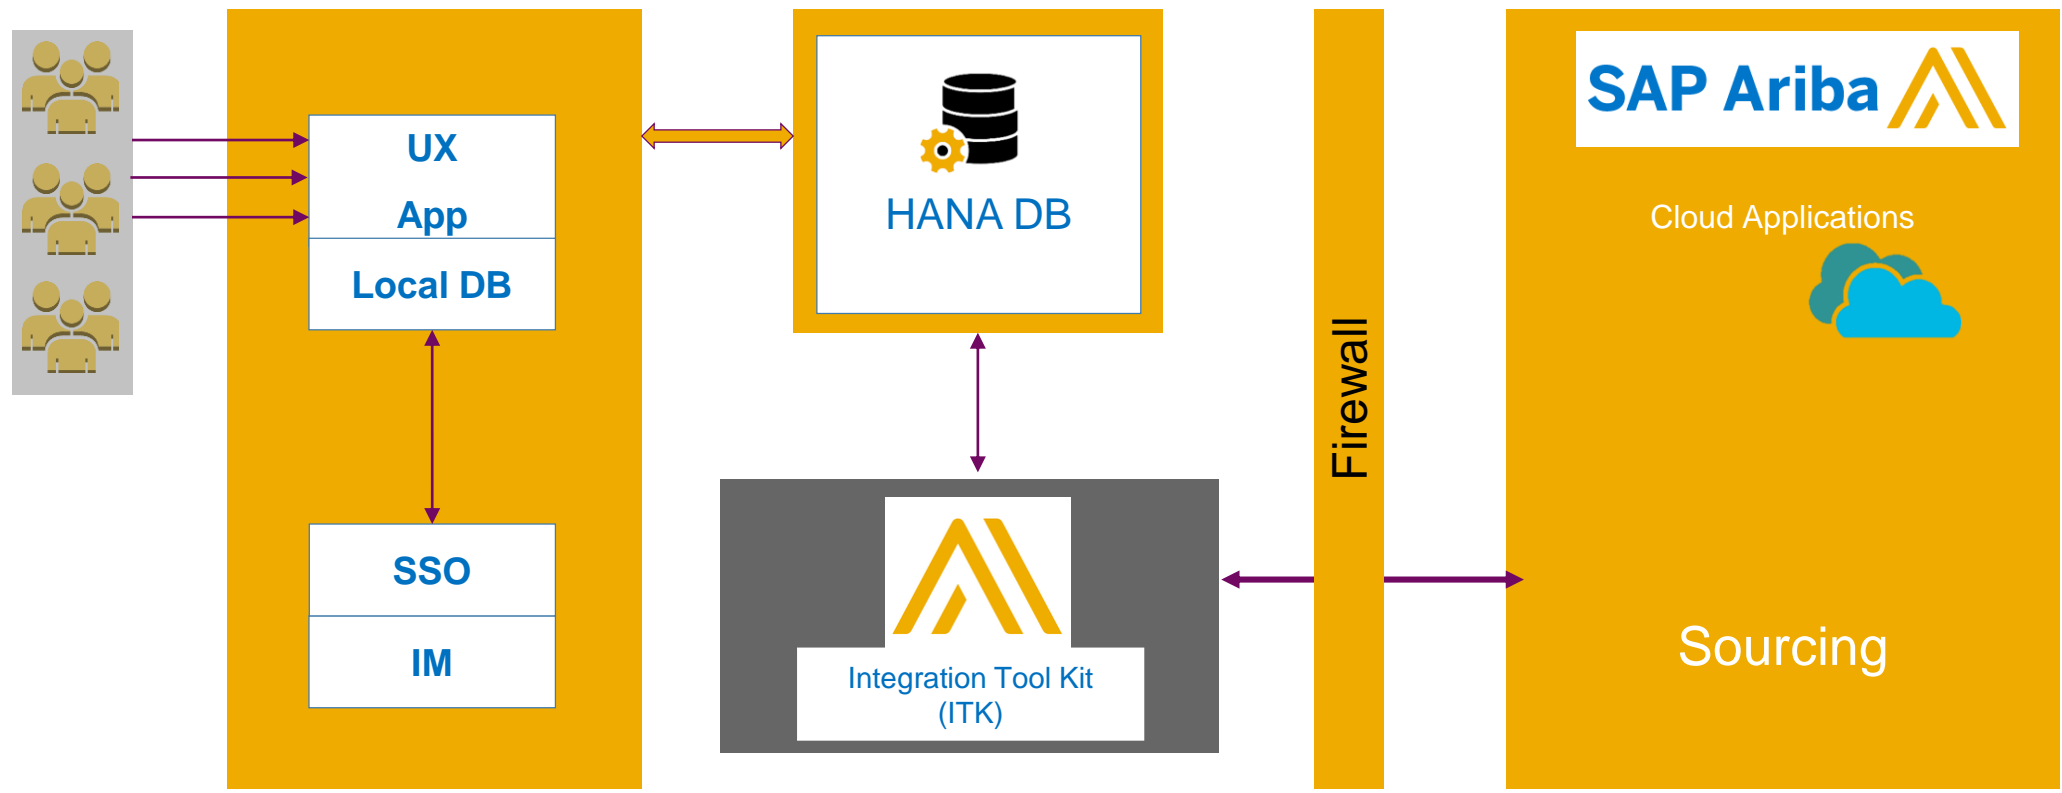 UX
App
Local DB
SSO
IM
HANA DB
Integration Tool Kit
(ITK)
Firewall
SAP Ariba
Cloud Applications
Sourcing